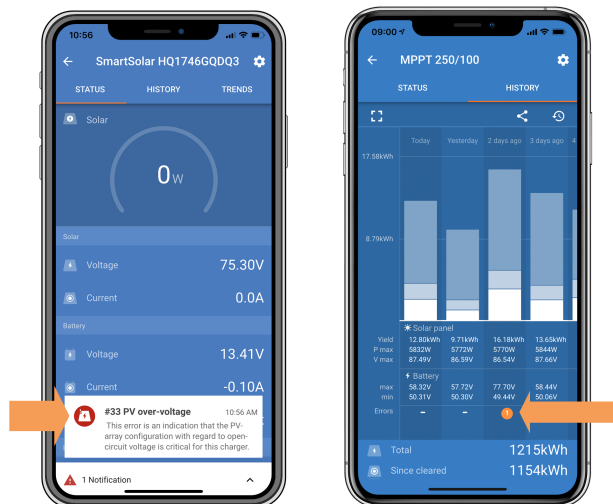 10:56
SmartSolar HQ1746GQDQ3
STATUS HISTORY TRENDS
Solar
0w
Solar
Voltage 75.30V
Current 0.0A
Battery
Voltage 13.41V
Current -0.10A
#33 PV over-voltage 10:56 AM
This error is an indication that the PV-
array configuration with regard to open-
circuit voltage is critical for this charger.
1 Notification
09:00
MPPT 250/100
STATUS HISTORY
Today Yesterday 2 days ago 3 days ago 4
17.58kWh
8.79kWh
Solar panel
Yield 12.80kWh 9.71kWh 16.18kWh 13.65kWh
P max 5832W 5772W 5770W 5844W
V max 87.49V 86.59V 86.54V 87.66V
Battery
max 58.32V 57.72V 77.70V 58.44V
min 50.31V 50.30V 49.44V 50.06V
Errors – – 1
Total 1215kWh
Since cleared 1154kWh